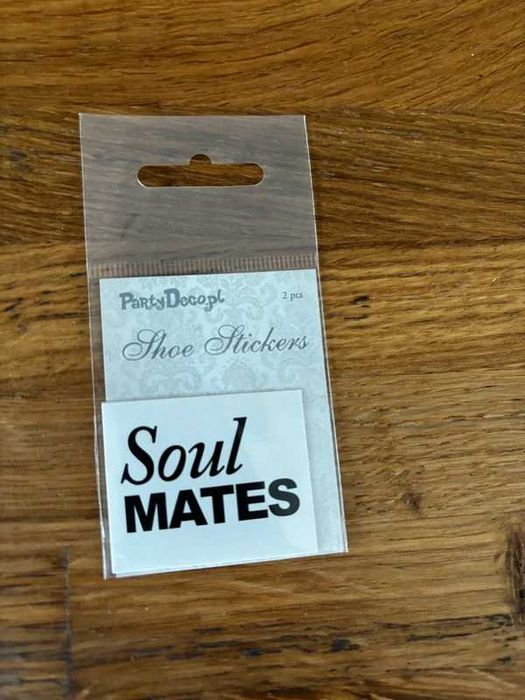 PartyDeco.pl
2 pcs
Shoe Stickers
Soul
MATES